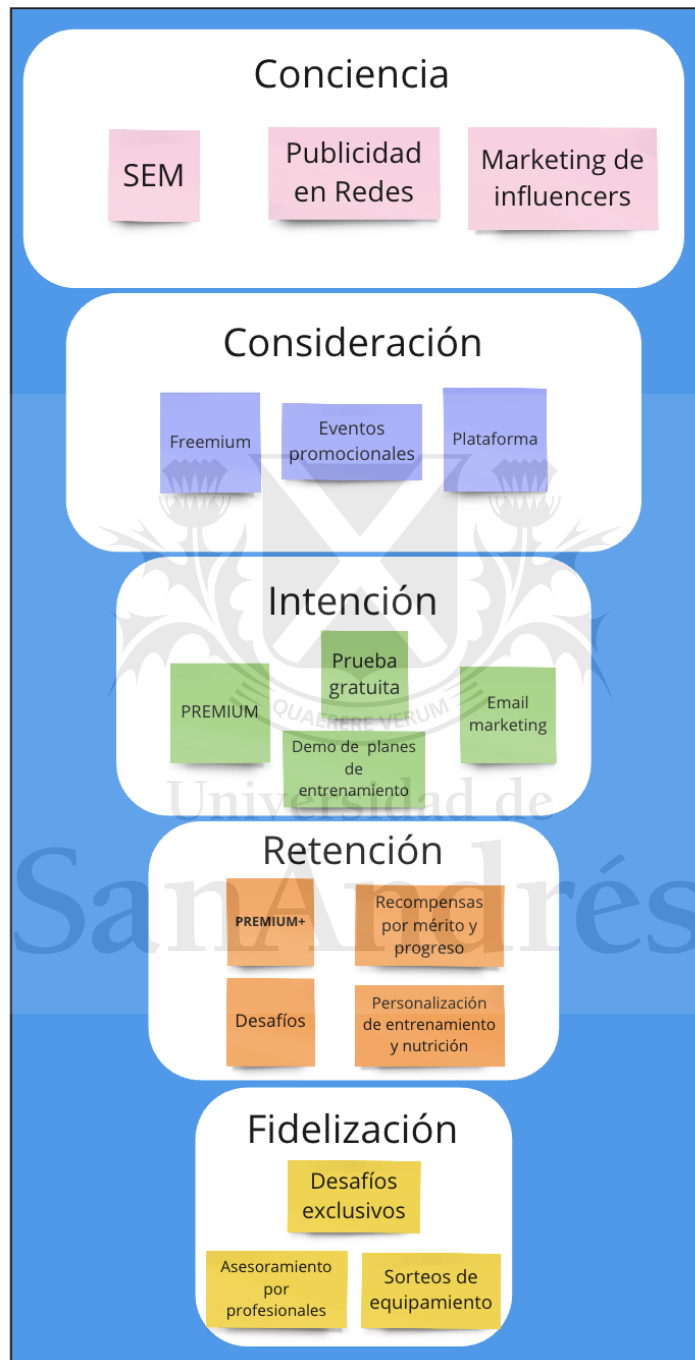 Conciencia
SEM
Publicidad
en Redes
Marketing de
influencers
Consideración
Freemium
Eventos
promocionales
Plataforma
Intención
PREMIUM
Prueba
gratuita
Demo de planes
de
entrenamiento
Email
marketing
QUAERERE VERUM
Universidad de
SanAndrés
Retención
PREMIUM+
Recompensas
por mérito y
progreso
Desafíos
Personalización
de entrenamiento
y nutrición
Fidelización
Desafíos
exclusivos
Asesoramiento
por
profesionales
Sorteos de
equipamiento